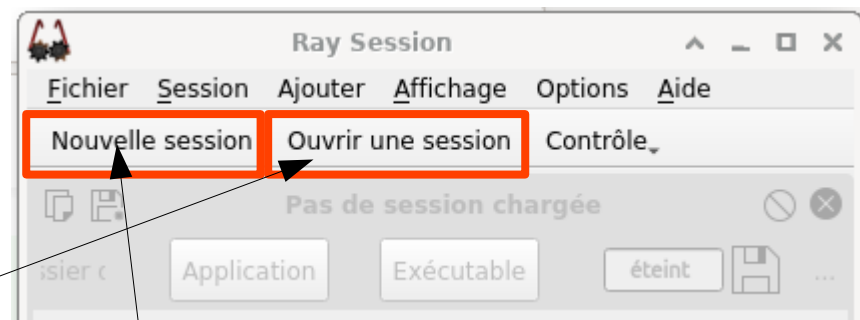 Ray Session
Fichier Session Ajouter Affichage Options Aide
Nouvelle session Ouvrir une session Contrôle
Pas de session chargée
Application Exécutable éteint ...